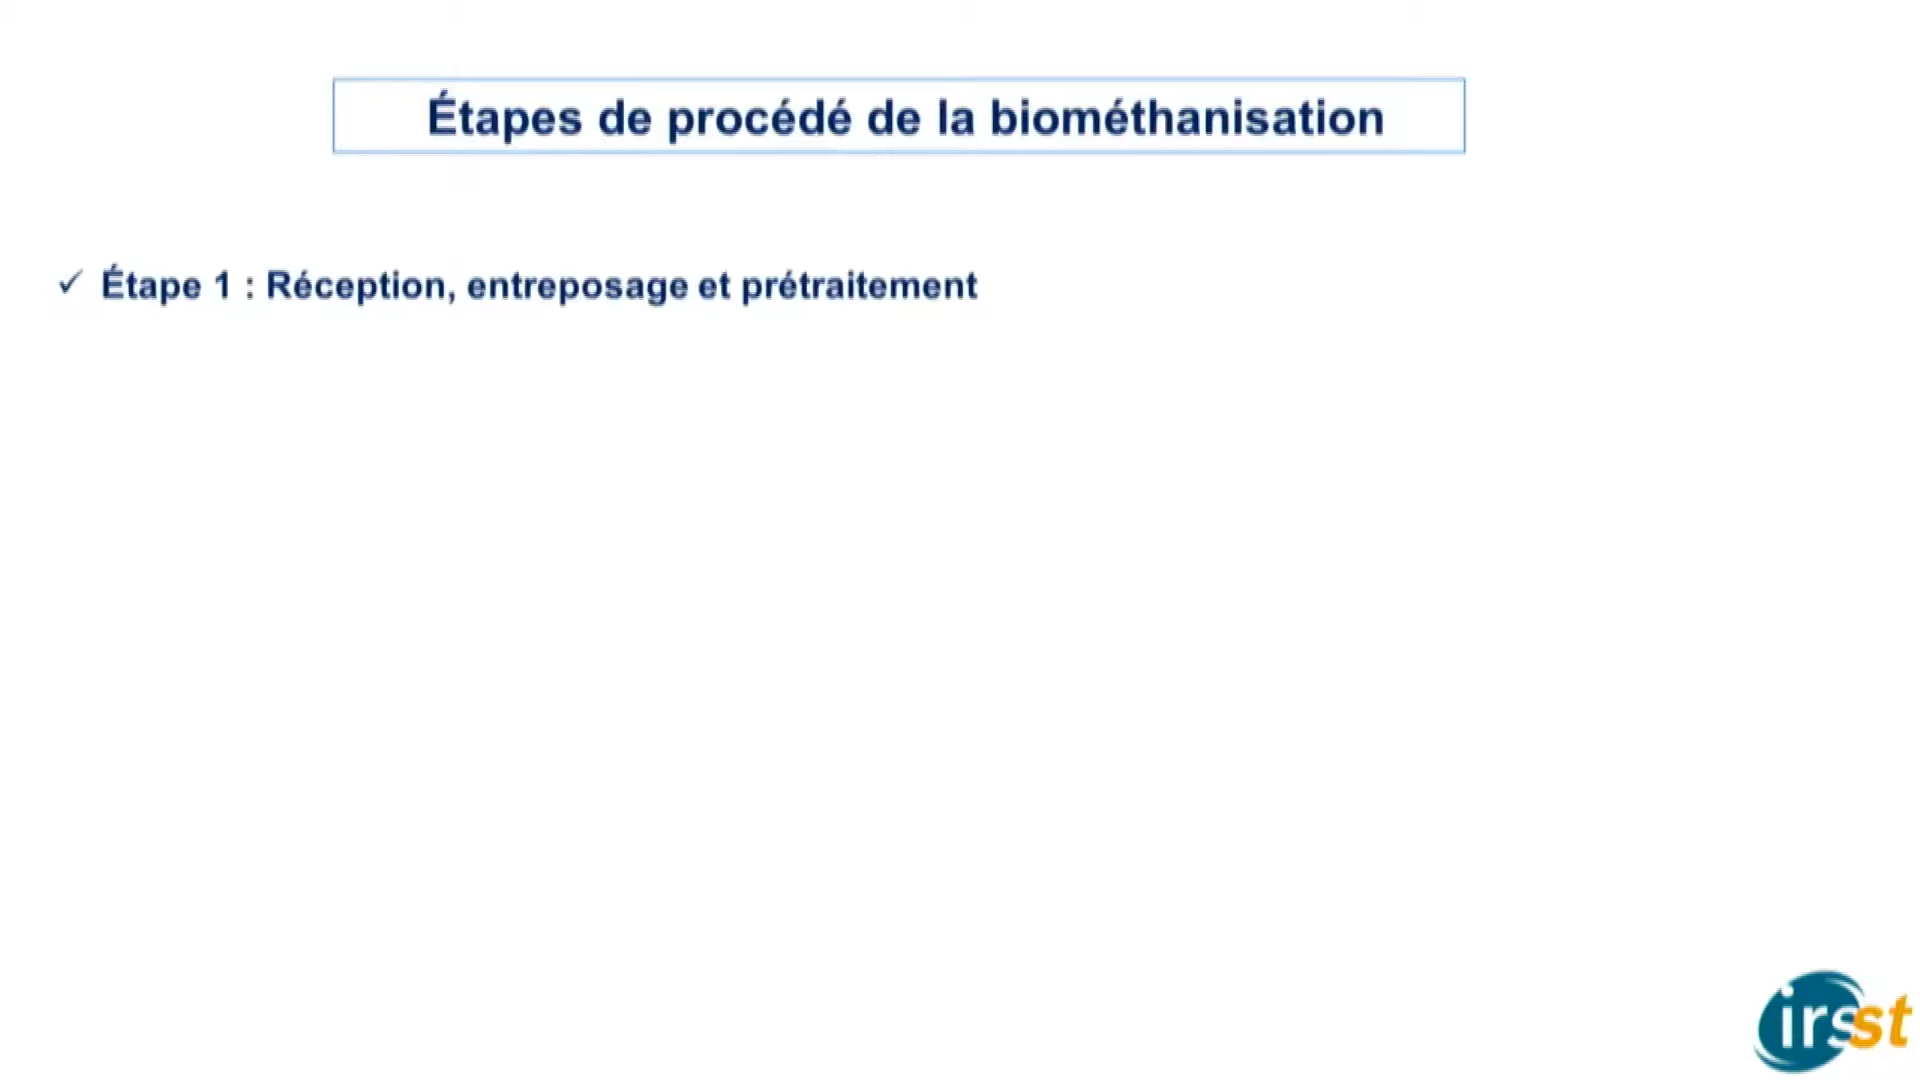 Étapes de procédé de la biométhanisation
✓ Étape 1 : Réception, entreposage et prétraitement
irsst